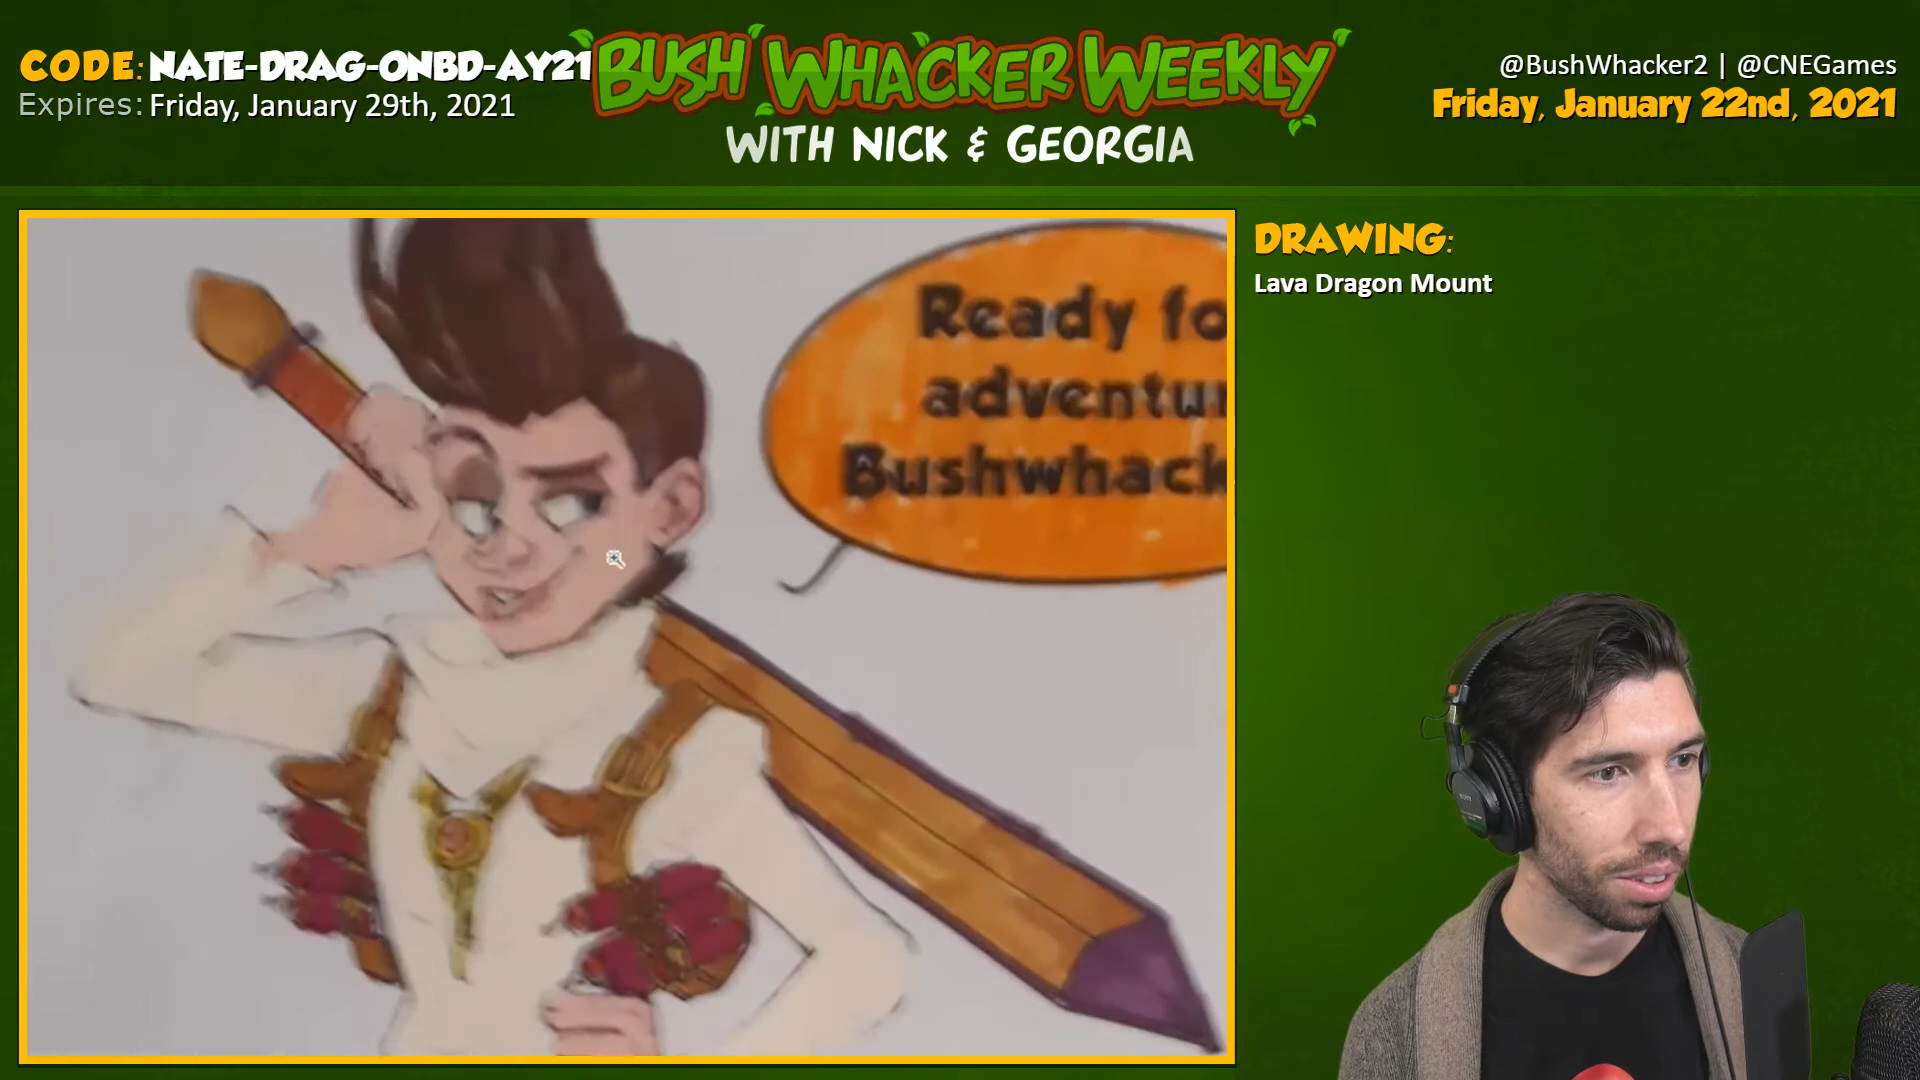 CODE: NATE-DRAG-ONBD-AY21
Expires: Friday, January 29th, 2021
BUSH WHACKER WEEKLY
WITH NICK & GEORGIA
@BushWhacker2 | @CNEGames
Friday, January 22nd, 2021
Ready fo
adventur
Bushwhack
DRAWING:
Lava Dragon Mount